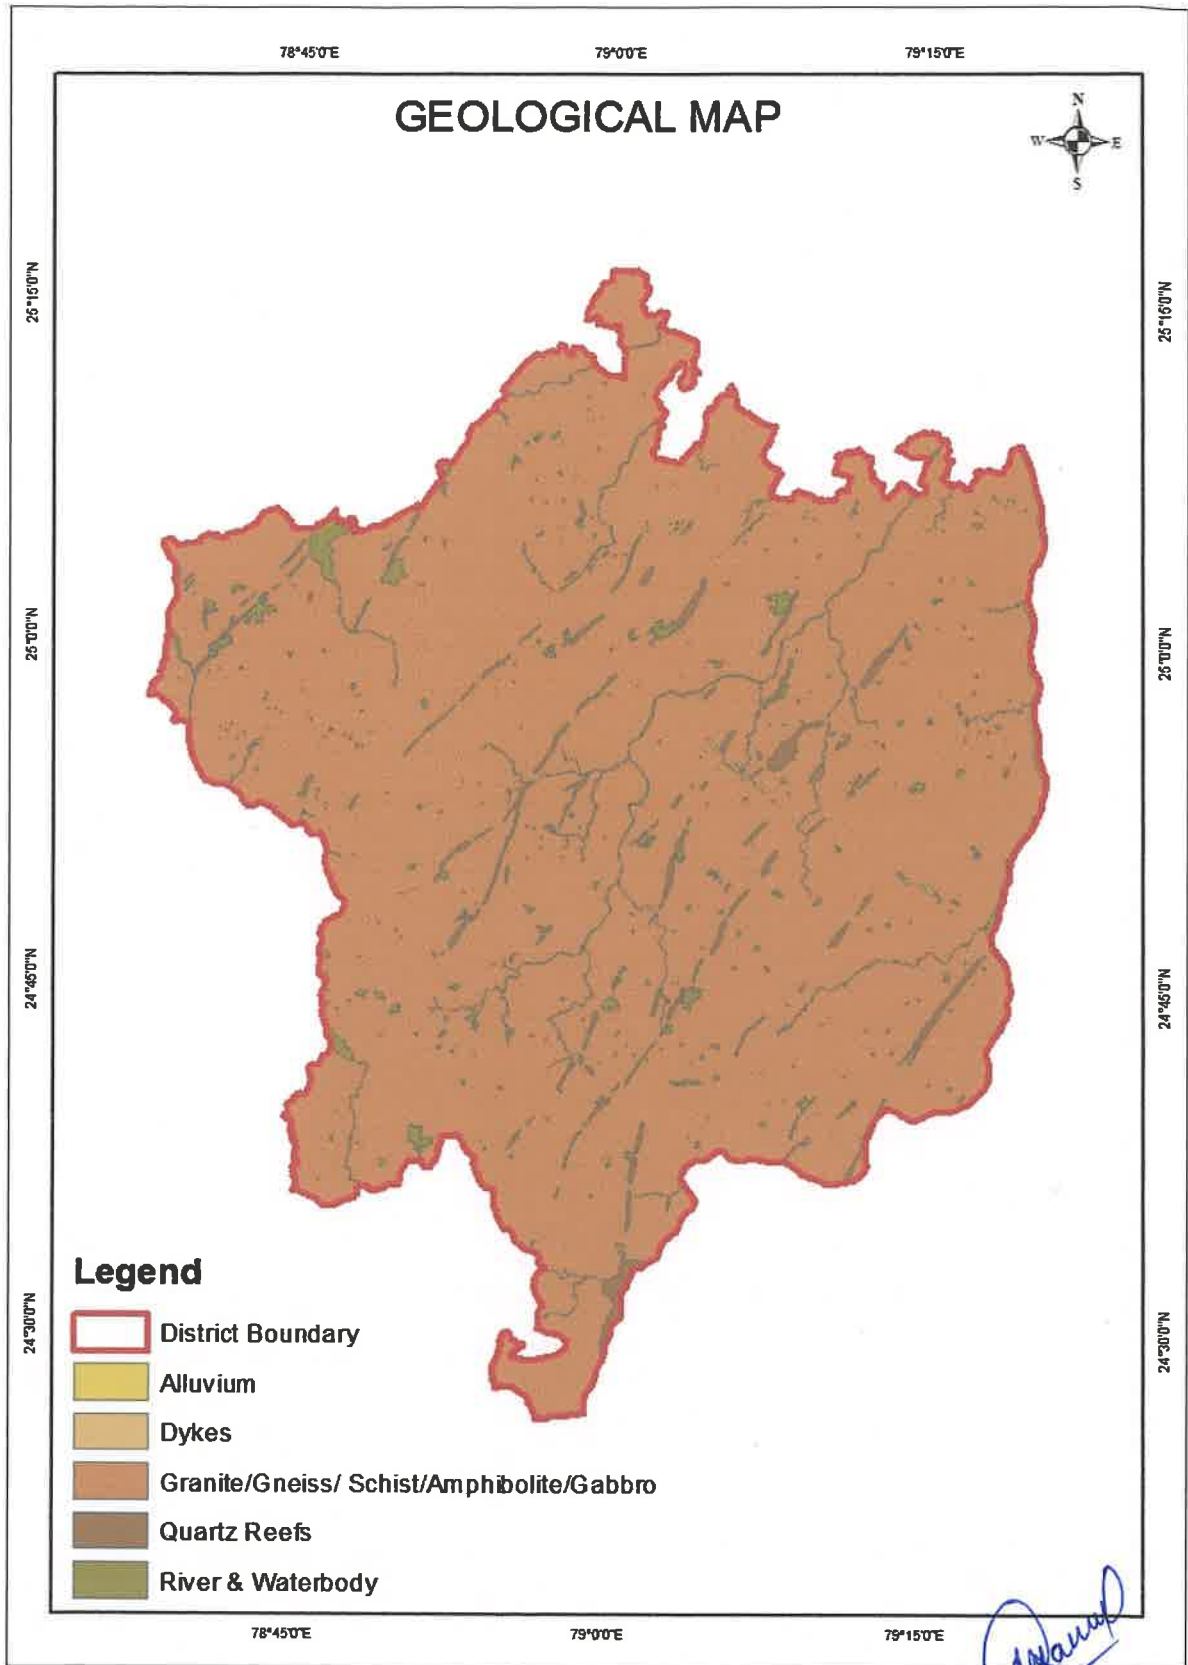 78°45'0"E 79°0'0"E 79°15'0"E
GEOLOGICAL MAP
N
W E
S
25°15'0"N
25°15'0"N
25°0'0"N
25°0'0"N
24°45'0"N
24°45'0"N
24°30'0"N
24°30'0"N
Legend
District Boundary
Alluvium
Dykes
Granite/Gneiss/ Schist/Amphibolite/Gabbro
Quartz Reefs
River & Waterbody
78°45'0"E 79°0'0"E 79°15'0"E